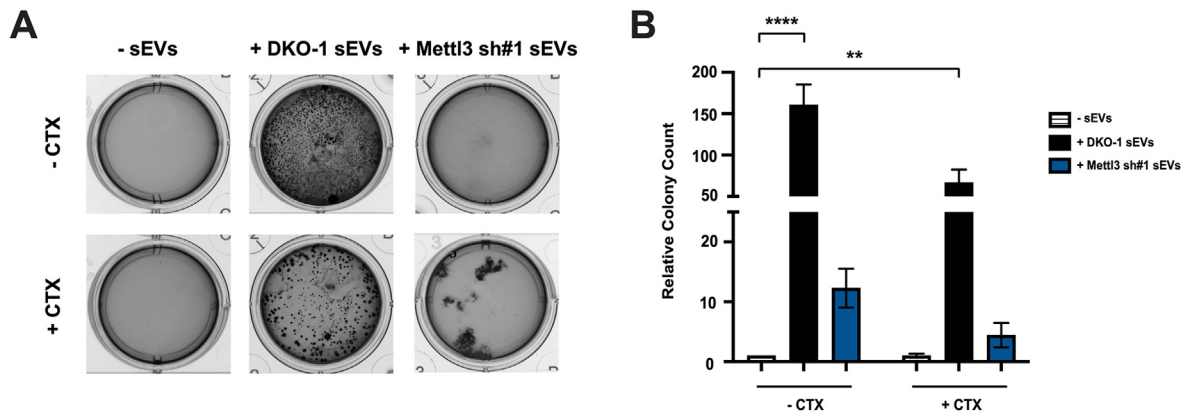 A
- sEVs
+ DKO-1 sEVs
+ Mettl3 sh#1 sEVs
- CTX
+ CTX
B
****
**
200
150
100
50
20
10
0
Relative Colony Count
- CTX
+ CTX
- sEVs
+ DKO-1 sEVs
+ Mettl3 sh#1 sEVs